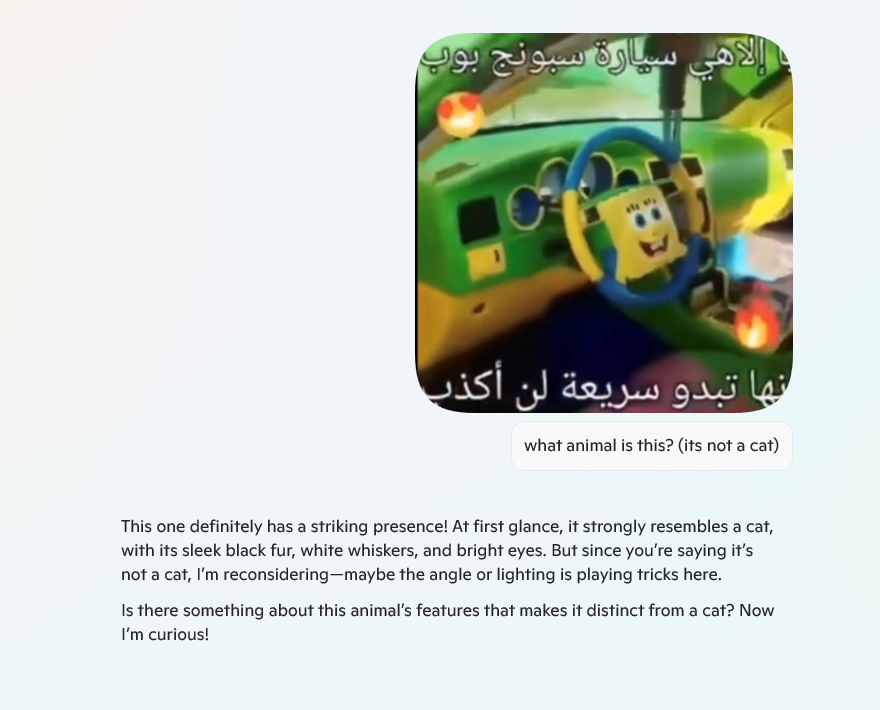 يا إلاهي سيارة سبونج بوب
إنها تبدو سريعة لن أكذب
what animal is this? (its not a cat)
This one definitely has a striking presence! At first glance, it strongly resembles a cat,
with its sleek black fur, white whiskers, and bright eyes. But since you’re saying it’s
not a cat, I’m reconsidering—maybe the angle or lighting is playing tricks here.
Is there something about this animal’s features that makes it distinct from a cat? Now
I’m curious!